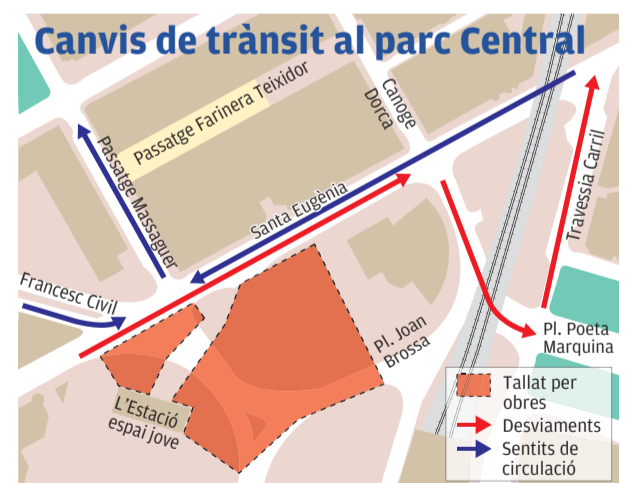 Canvis de trànsit al parc Central
Passatge Farinera Teixidor
Canoge
Dorca
Passatge Massaguer
Santa Eugènia
Travessia Carril
Francesc Civil
Pl. Joan
Brossa
Pl. Poeta
Marquina
L'Estació
espai jove
Tallat per
obres
Desviaments
Sentits de
circulació